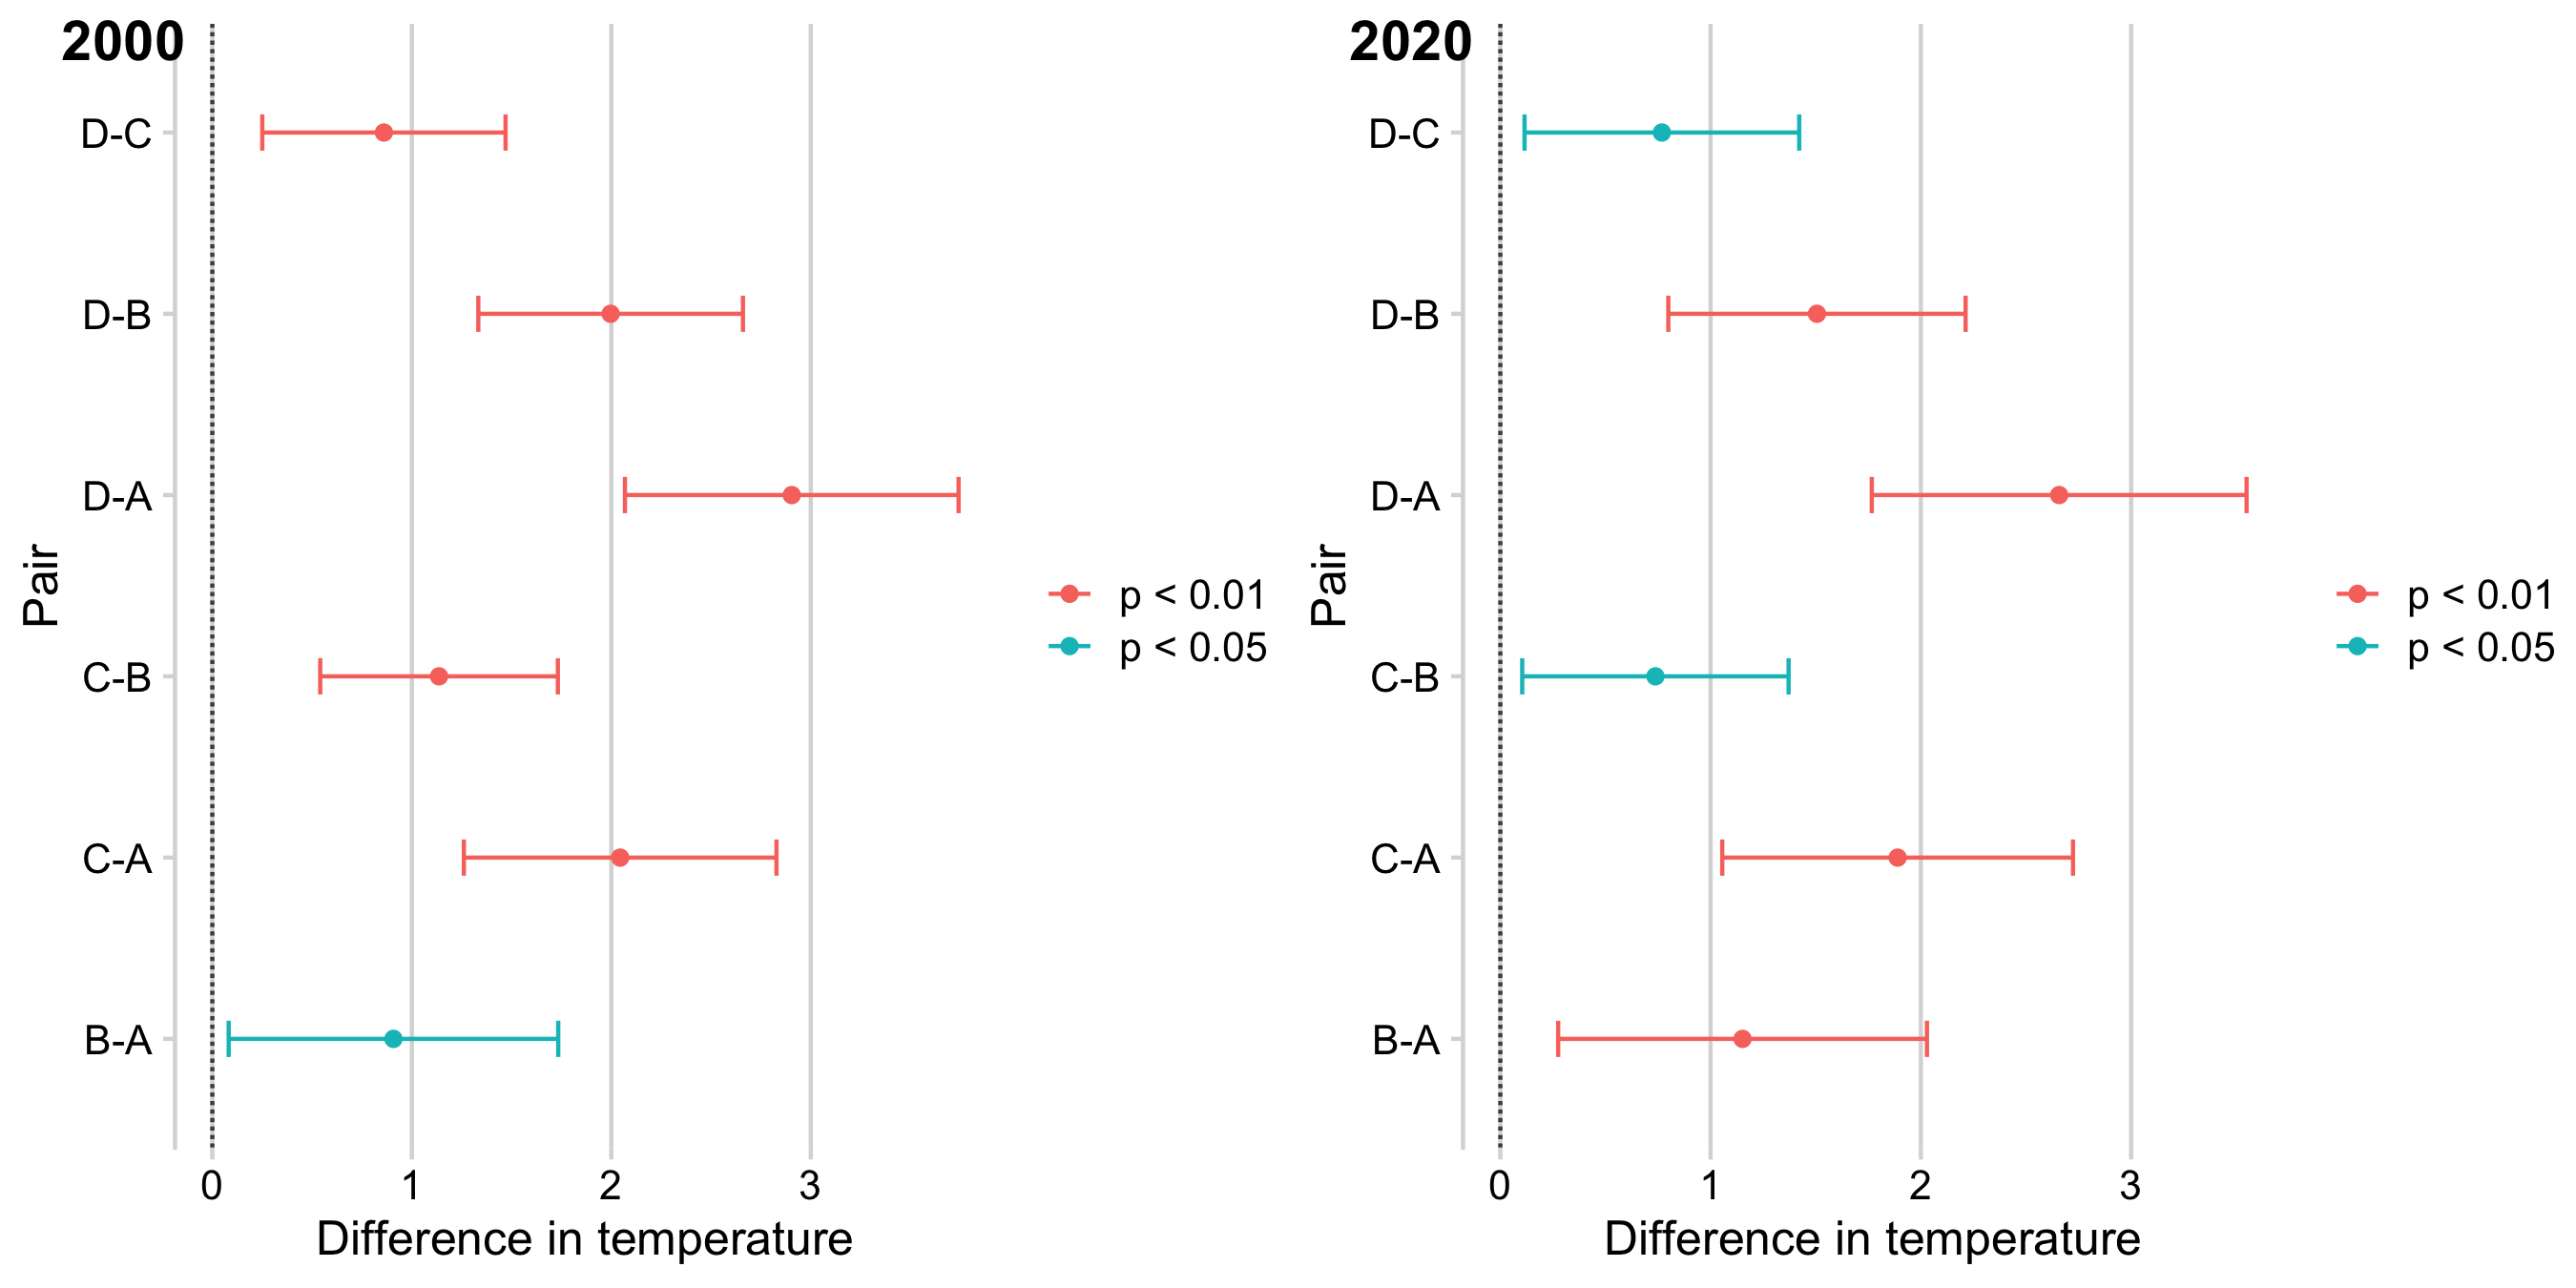 2000
D-C
D-B
D-A
C-B
C-A
B-A
Pair
0 1 2 3
Difference in temperature
p < 0.01
p < 0.05
2020
D-C
D-B
D-A
C-B
C-A
B-A
Pair
0 1 2 3
Difference in temperature
p < 0.01
p < 0.05